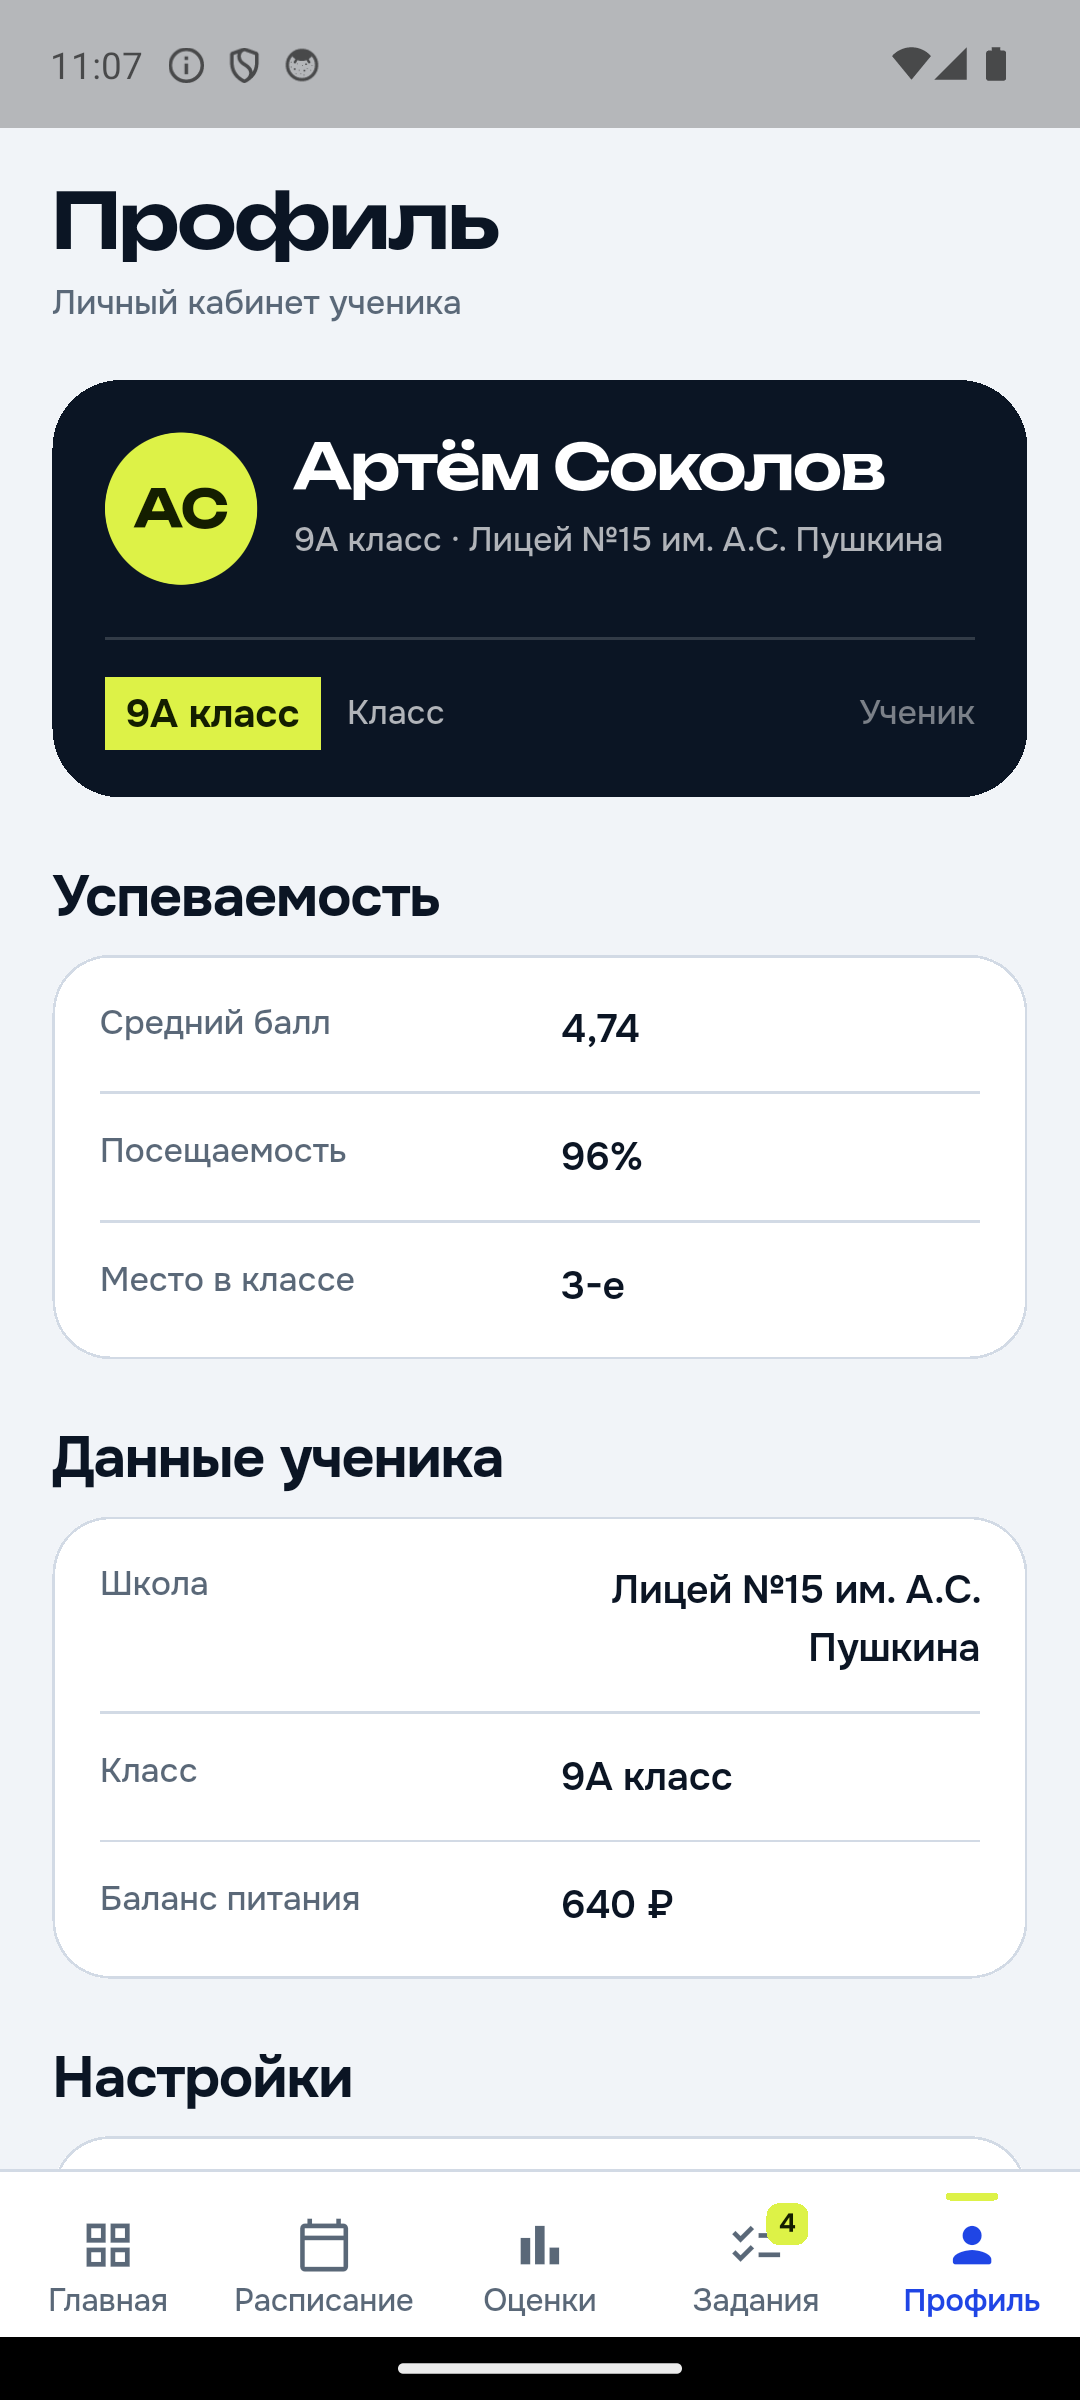 11:07
Профиль
Личный кабинет ученика
АС
Артём Соколов
9А класс · Лицей №15 им. А.С. Пушкина
9А класс
Класс
Ученик
Успеваемость
Средний балл
4,74
Посещаемость
96%
Место в классе
3-е
Данные ученика
Школа
Лицей №15 им. А.С.
Пушкина
Класс
9А класс
Баланс питания
640 ₽
Настройки
4
Главная
Расписание
Оценки
Задания
Профиль